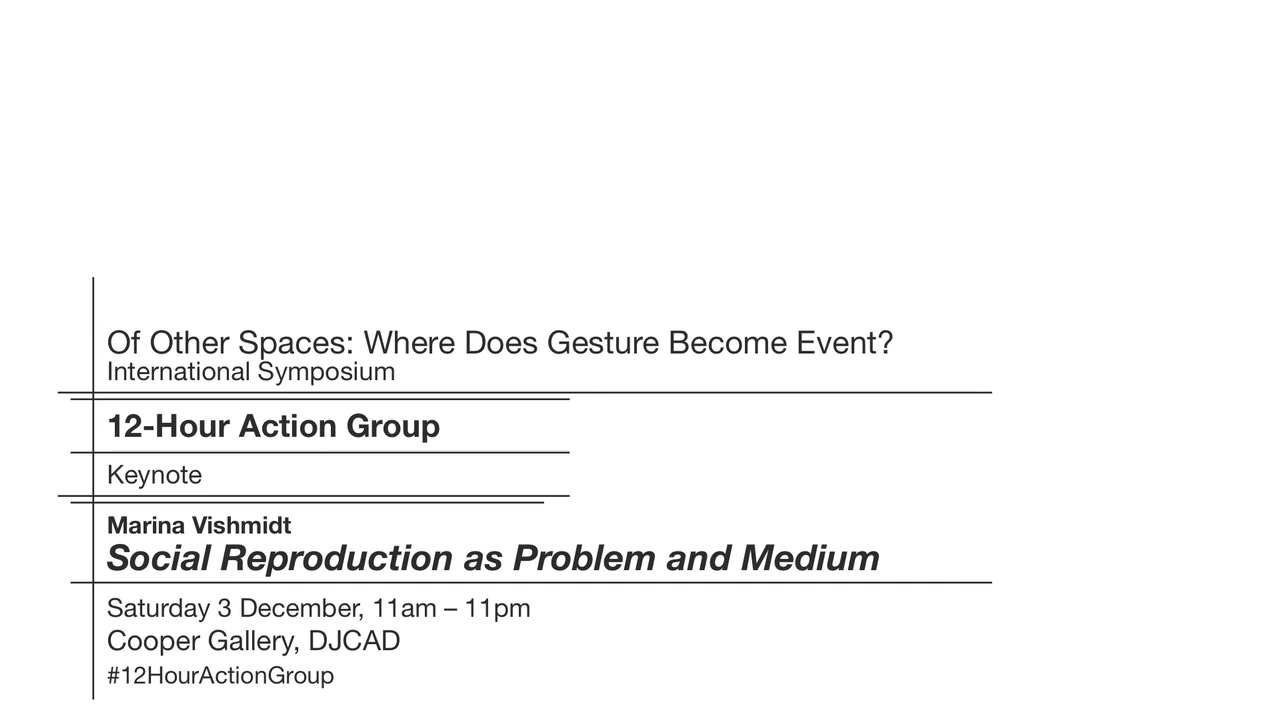 Of Other Spaces: Where Does Gesture Become Event?
International Symposium
12-Hour Action Group
Keynote
Marina Vishmidt
Social Reproduction as Problem and Medium
Saturday 3 December, 11am – 11pm
Cooper Gallery, DJCAD
#12HourActionGroup